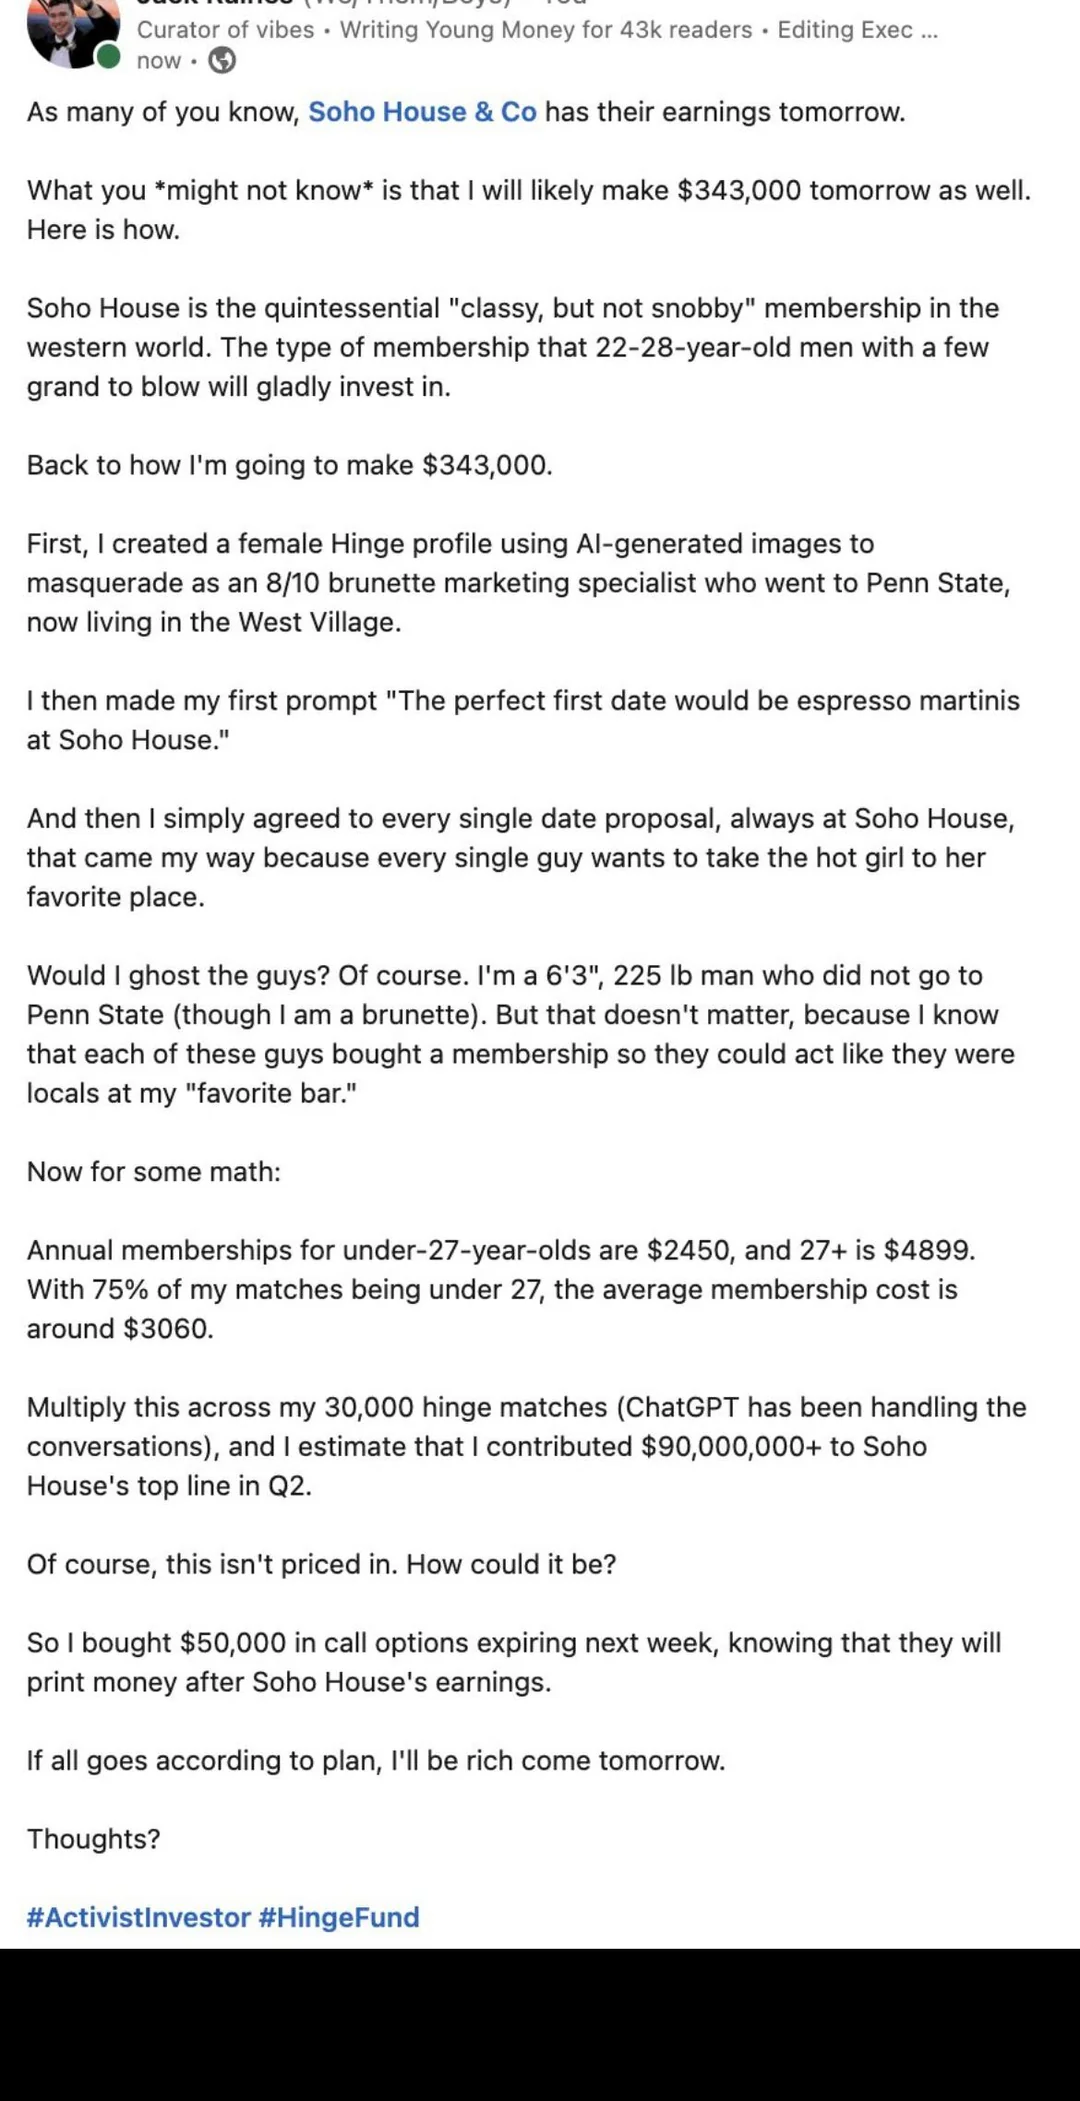 Curator of vibes • Writing Young Money for 43k readers • Editing Exec ...
now •
As many of you know, Soho House & Co has their earnings tomorrow.
What you *might not know* is that I will likely make $343,000 tomorrow as well.
Here is how.
Soho House is the quintessential "classy, but not snobby" membership in the
western world. The type of membership that 22-28-year-old men with a few
grand to blow will gladly invest in.
Back to how I'm going to make $343,000.
First, I created a female Hinge profile using AI-generated images to
masquerade as an 8/10 brunette marketing specialist who went to Penn State,
now living in the West Village.
I then made my first prompt "The perfect first date would be espresso martinis
at Soho House."
And then I simply agreed to every single date proposal, always at Soho House,
that came my way because every single guy wants to take the hot girl to her
favorite place.
Would I ghost the guys? Of course. I'm a 6'3", 225 lb man who did not go to
Penn State (though I am a brunette). But that doesn't matter, because I know
that each of these guys bought a membership so they could act like they were
locals at my "favorite bar."
Now for some math:
Annual memberships for under-27-year-olds are $2450, and 27+ is $4899.
With 75% of my matches being under 27, the average membership cost is
around $3060.
Multiply this across my 30,000 hinge matches (ChatGPT has been handling the
conversations), and I estimate that I contributed $90,000,000+ to Soho
House's top line in Q2.
Of course, this isn't priced in. How could it be?
So I bought $50,000 in call options expiring next week, knowing that they will
print money after Soho House's earnings.
If all goes according to plan, I'll be rich come tomorrow.
Thoughts?
#ActivistInvestor #HingeFund